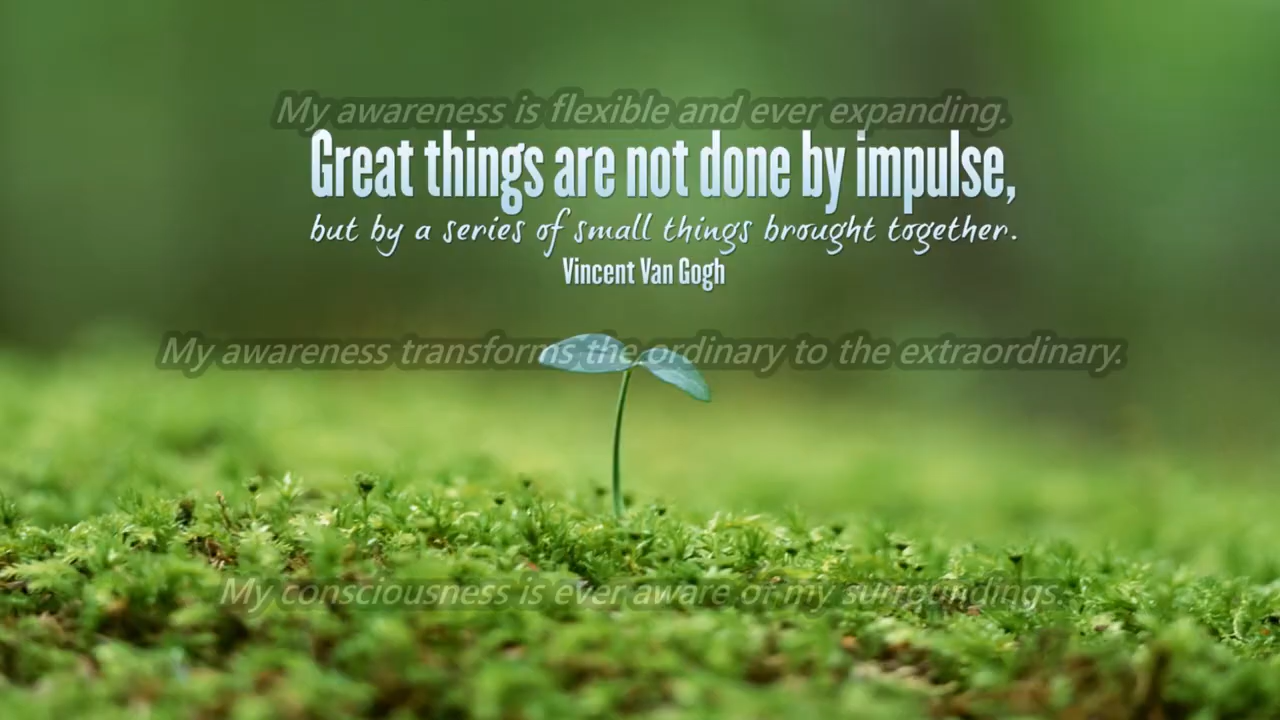 My awareness is flexible and ever expanding.
Great things are not done by impulse,
but by a series of small things brought together.
Vincent Van Gogh
My awareness transforms the ordinary to the extraordinary.
My consciousness is ever aware of my surroundings.